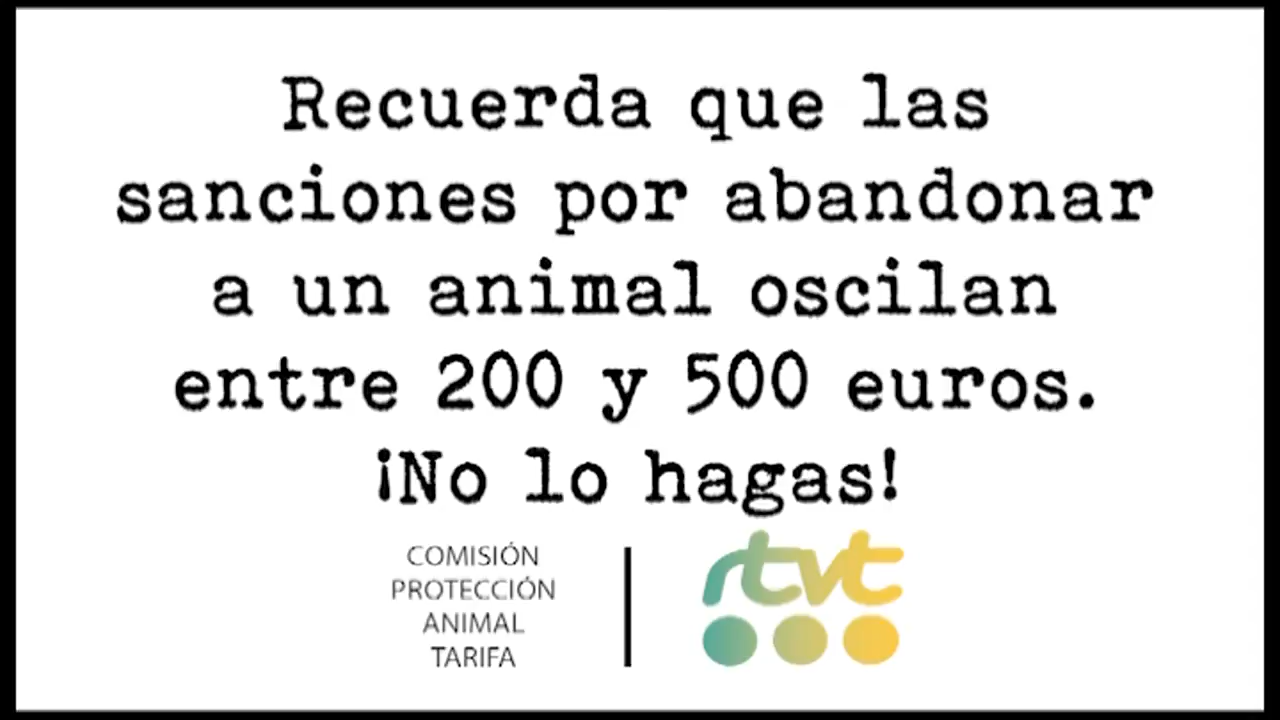 Recuerda que las
sanciones por abandonar
a un animal oscilan
entre 200 y 500 euros.
¡No lo hagas!
COMISIÓN
PROTECCIÓN
ANIMAL
TARIFA
rtvt